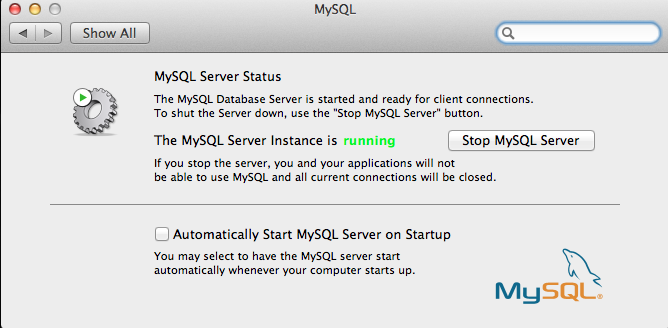 MySQL
Show All
MySQL Server Status
The MySQL Database Server is started and ready for client connections.
To shut the Server down, use the "Stop MySQL Server" button.
The MySQL Server Instance is running
Stop MySQL Server
If you stop the server, you and your applications will not
be able to use MySQL and all current connections will be closed.
Automatically Start MySQL Server on Startup
You may select to have the MySQL server start
automatically whenever your computer starts up.
MySQL®